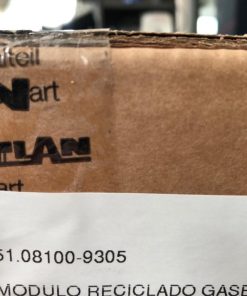 uteil
Nart
TLAN
art
51.08100-9305
MODULO RECICLADO GASE